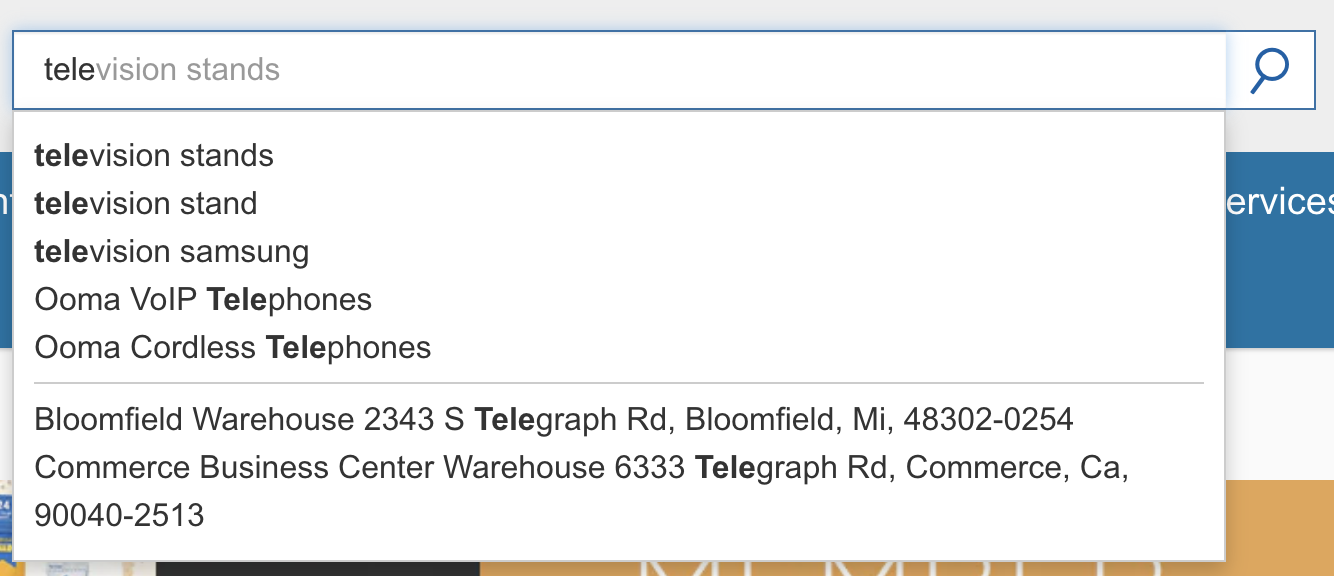 television stands
television stands
television stand
ervices
television samsung
Ooma VoIP Telephones
Ooma Cordless Telephones
Bloomfield Warehouse 2343 S Telegraph Rd, Bloomfield, Mi, 48302-0254
Commerce Business Center Warehouse 6333 Telegraph Rd, Commerce, Ca,
90040-2513